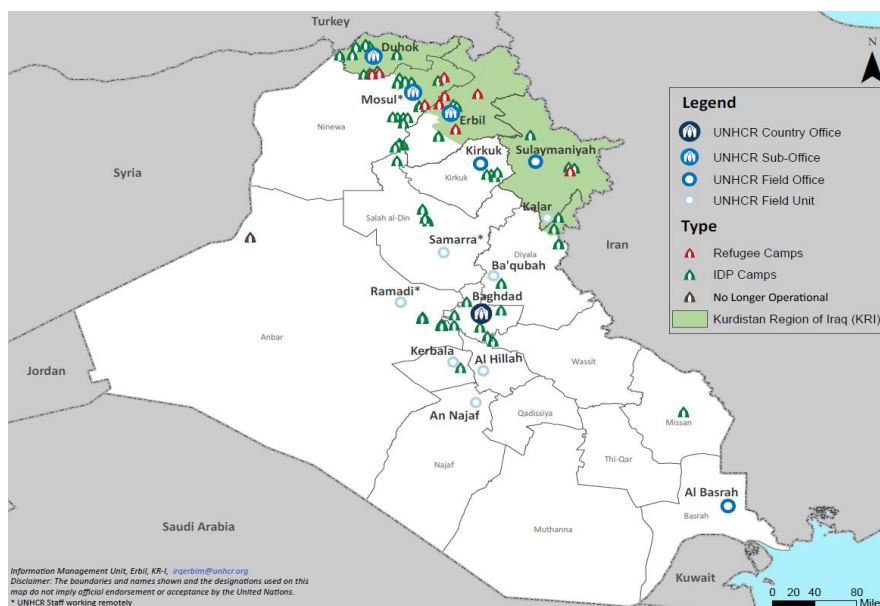 Turkey
N
Duhok
Mosul*
Ninewa
Erbil
Kirkuk
Sulaymaniyah
Kirkuk
Syria
Kalar
Salah al-Din
Samarra*
Iran
Diyala
Ba'qubah
Ramadi*
Baghdad
Anbar
Kerbala
Al Hillah
Wassit
Jordan
An Najaf
Qadissiya
Missan
Thi-Qar
Najaf
Al Basrah
Basrah
Saudi Arabia
Muthanna
Kuwait
Legend
UNHCR Country Office
UNHCR Sub-Office
UNHCR Field Office
UNHCR Field Unit
Type
Refugee Camps
IDP Camps
No Longer Operational
Kurdistan Region of Iraq (KRI)
Information Management Unit, Erbil, KR-I, irqerbim@unhcr.org
Disclaimer: The boundaries and names shown and the designations used on this
map do not imply official endorsement or acceptance by the United Nations.
* UNHCR Staff working remotely
0 20 40 80
Mile